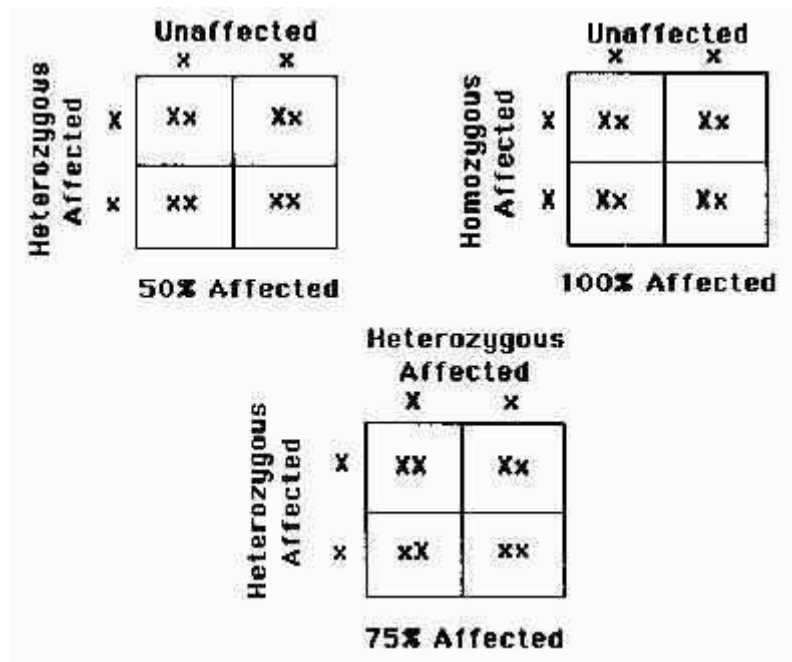 Unaffected
x x
Heterozygous
Affected
X Xx Xx
x xx xx
50% Affected
Unaffected
x x
Homozygous
Affected
X Xx Xx
X Xx Xx
100% Affected
Heterozygous
Affected
X x
Heterozygous
Affected
X XX Xx
x xX xx
75% Affected